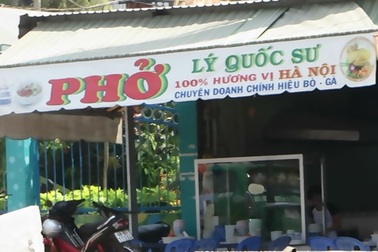 PHỞ
LÝ QUỐC SƯ
100% HƯƠNG VỊ HÀ NỘI
CHUYÊN DOANH CHÍNH HIỆU BÒ - GÀ